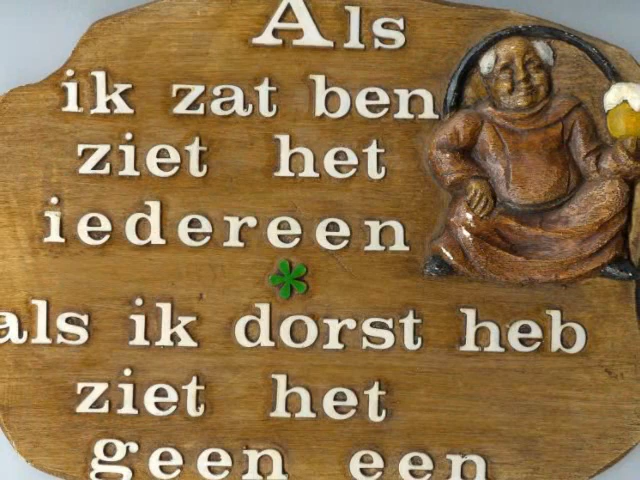 Als
ik zat ben
ziet het
iedereen
als ik dorst heb
ziet het
geen een